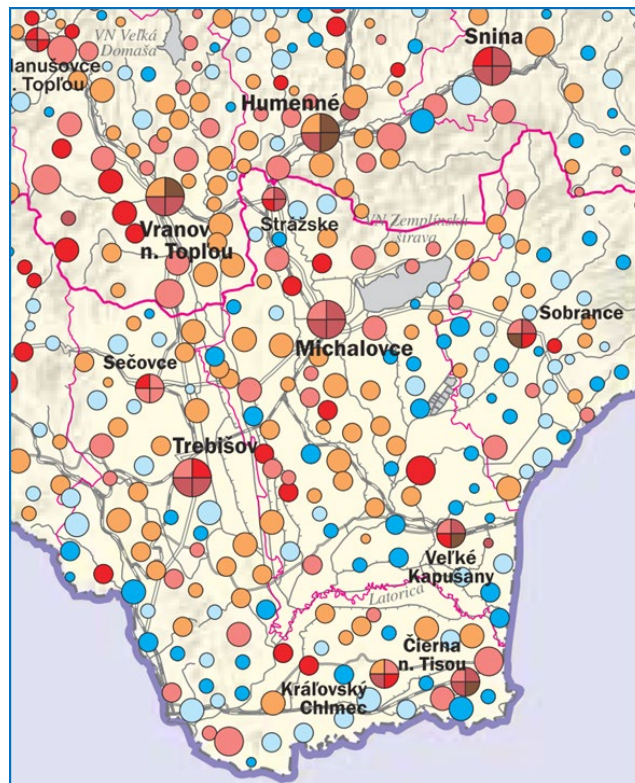 VN Veľká
Domaša
Snina
. Topľou
Humenné
Strážske
VN Zemplínska
šírava
Vranov
n. Topľou
Sobrance
Michalovce
Sečovce
Trebišov
Veľké
Kapušany
Latorica
Čierna
n. Tisou
Kráľovský
Chlmec